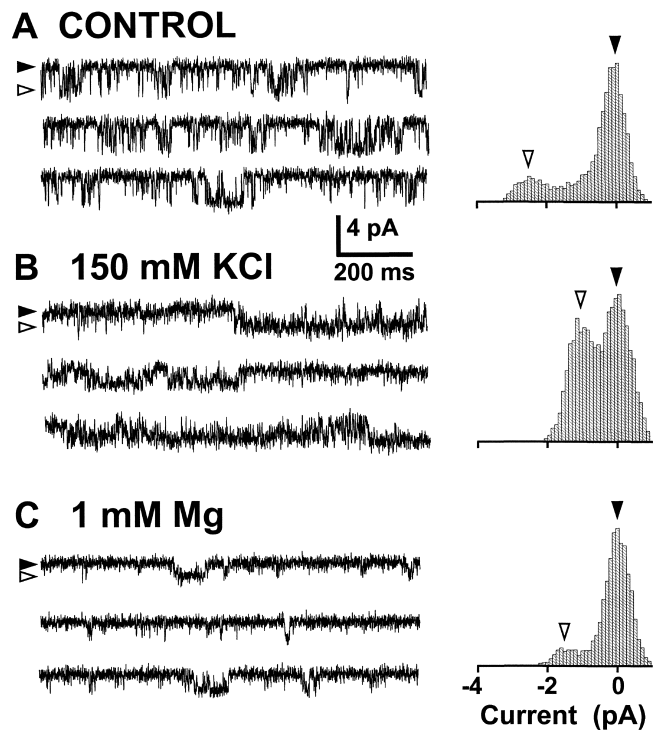 A CONTROL
4 pA
200 ms
B 150 mM KCl
C 1 mM Mg
-4 -2 0
Current (pA)